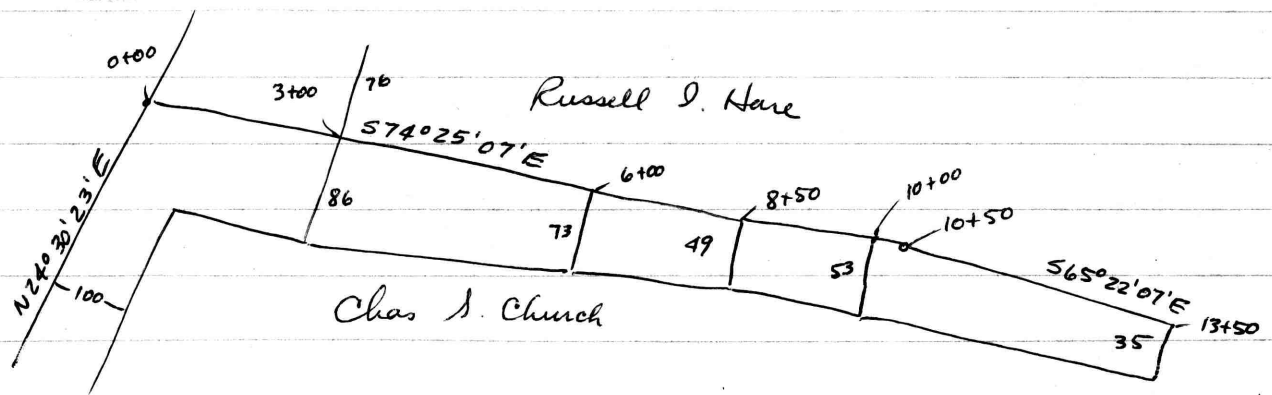 0+00
3+00
76
Russell I. Hare
S74°25'07'E
6+00
8+50
10+00
10+50
86
73
49
53
S65°22'07'E
N24°30'23'E
100
Chas S. Church
35
13+50